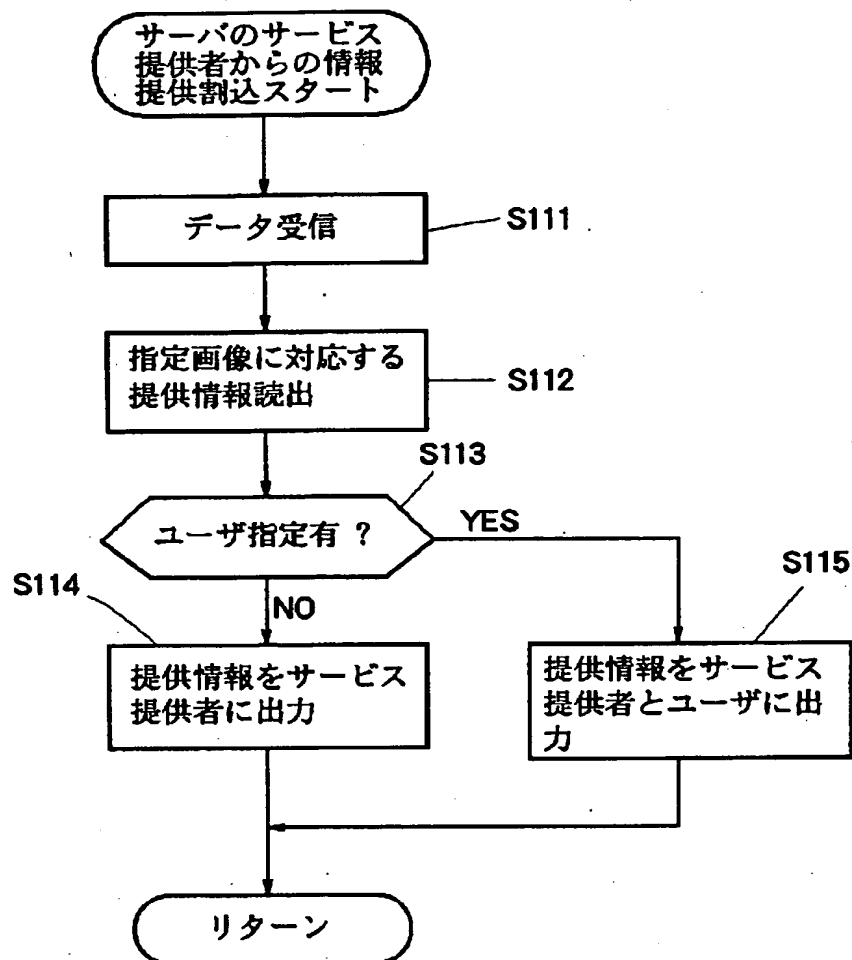 サーバのサービス
提供者からの情報
提供割込スタート
データ受信
S111
指定画像に対応する
提供情報読出
S112
S113
ユーザ指定有 ?
YES
S114
NO
S115
提供情報をサービス
提供者に出力
提供情報をサービス
提供者とユーザに出
力
リターン